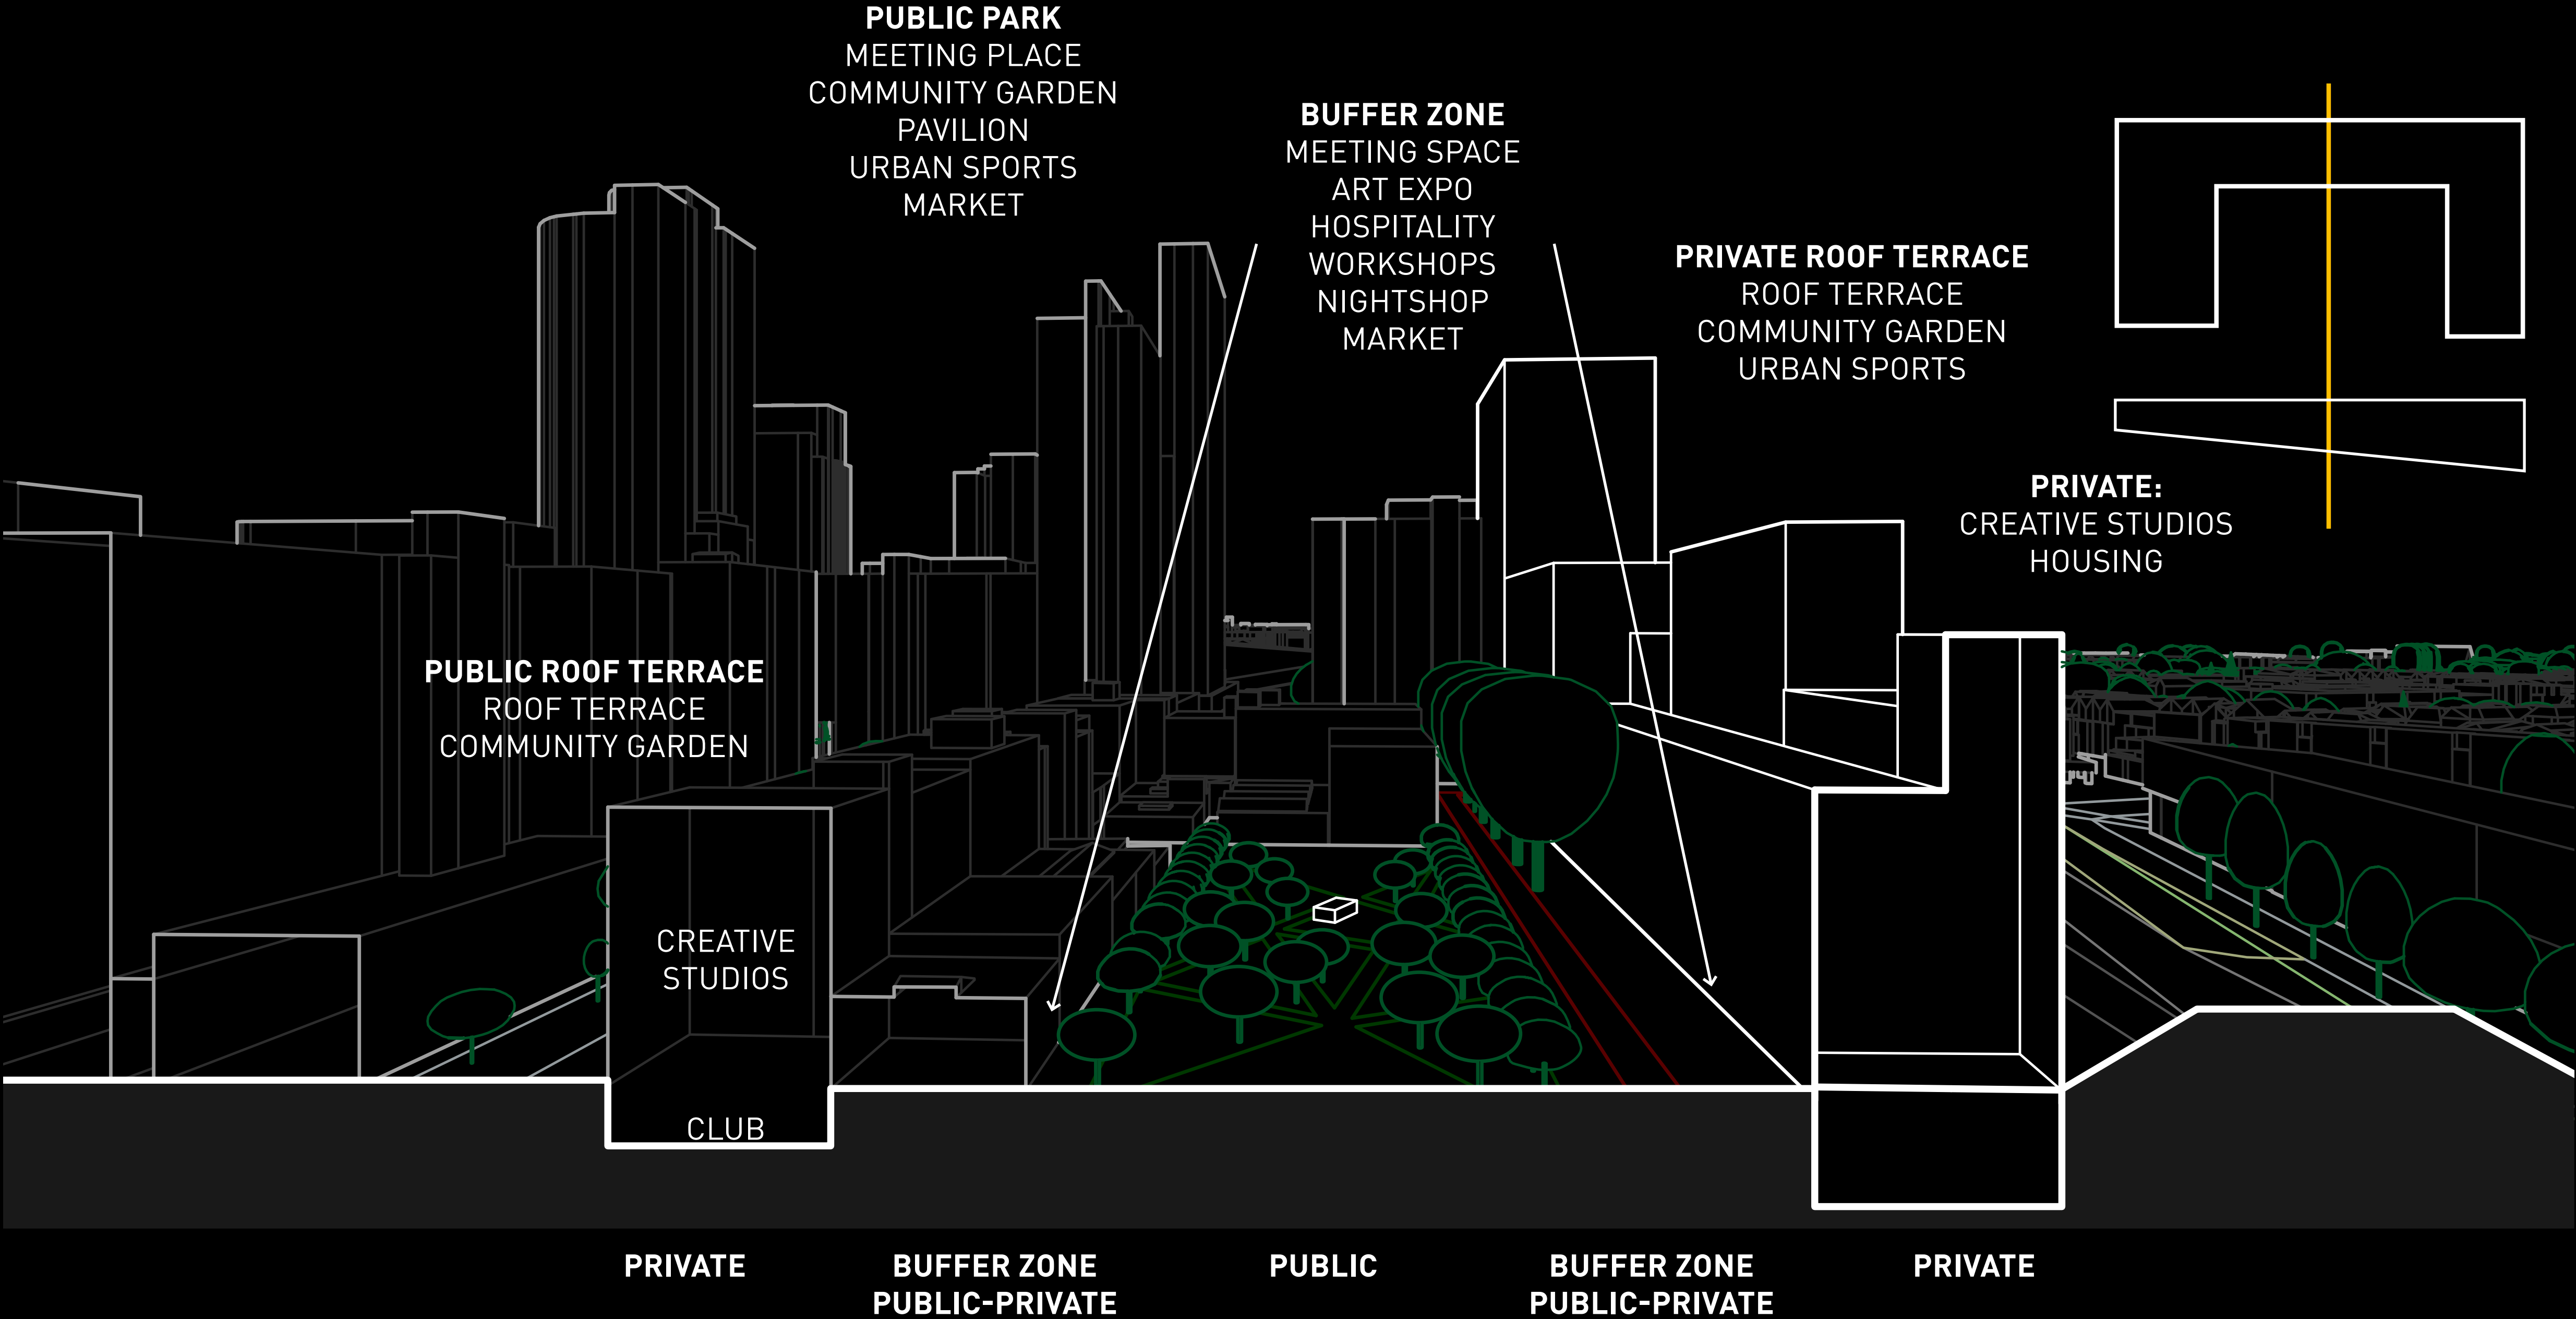 PUBLIC PARK
MEETING PLACE
COMMUNITY GARDEN
PAVILION
URBAN SPORTS
MARKET
BUFFER ZONE
MEETING SPACE
ART EXPO
HOSPITALITY
WORKSHOPS
NIGHTSHOP
MARKET
PRIVATE ROOF TERRACE
ROOF TERRACE
COMMUNITY GARDEN
URBAN SPORTS
PRIVATE:
CREATIVE STUDIOS
HOUSING
PUBLIC ROOF TERRACE
ROOF TERRACE
COMMUNITY GARDEN
CREATIVE
STUDIOS
CLUB
PRIVATE
BUFFER ZONE
PUBLIC-PRIVATE
PUBLIC
BUFFER ZONE
PUBLIC-PRIVATE
PRIVATE